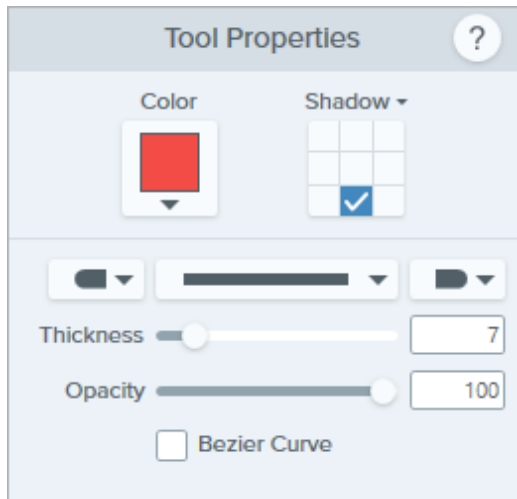 Tool Properties ?
Color Shadow
Thickness 7
Opacity 100
Bezier Curve